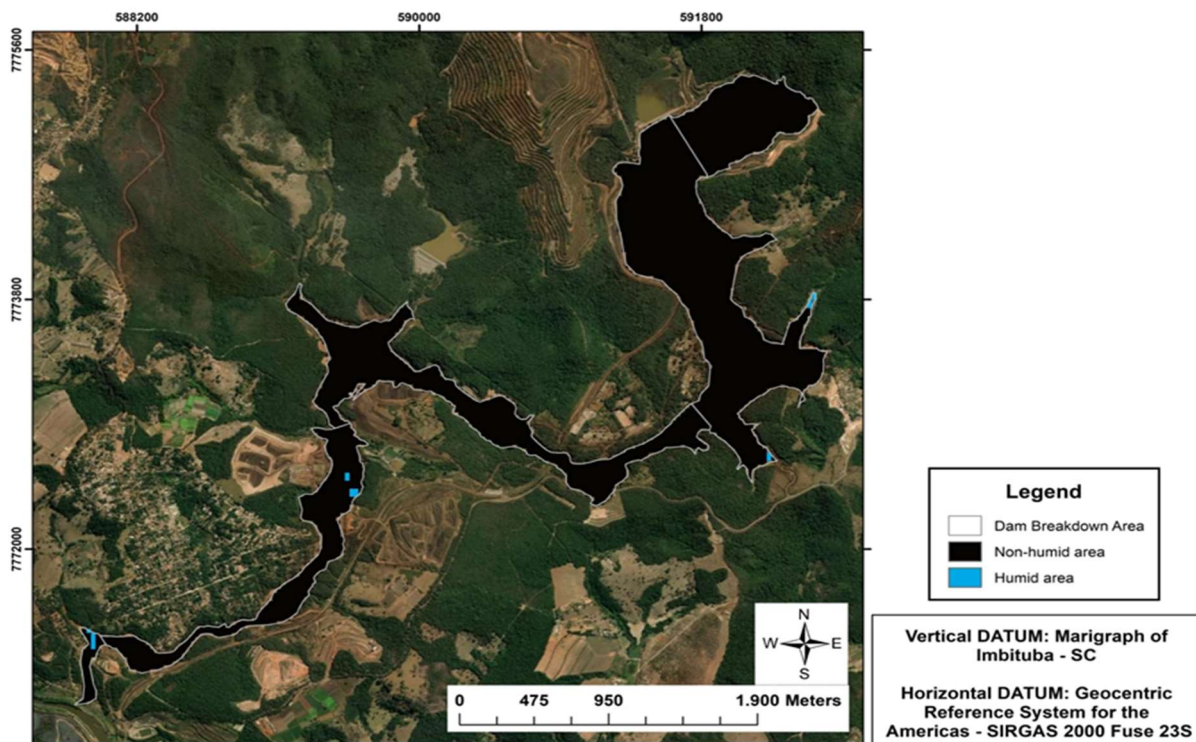 588200
590000
591800
7775600
7773800
7772000
N
W
E
S
0 475 950 1.900 Meters
Legend
Dam Breakdown Area
Non-humid area
Humid area
Vertical DATUM: Marigraph of
Imbituba - SC
Horizontal DATUM: Geocentric
Reference System for the
Americas - SIRGAS 2000 Fuse 23S